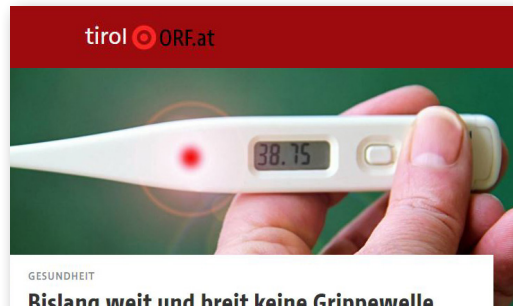 tirol ORF.at
38.75
GESUNDHEIT
Bislang weit und breit keine Grippewelle